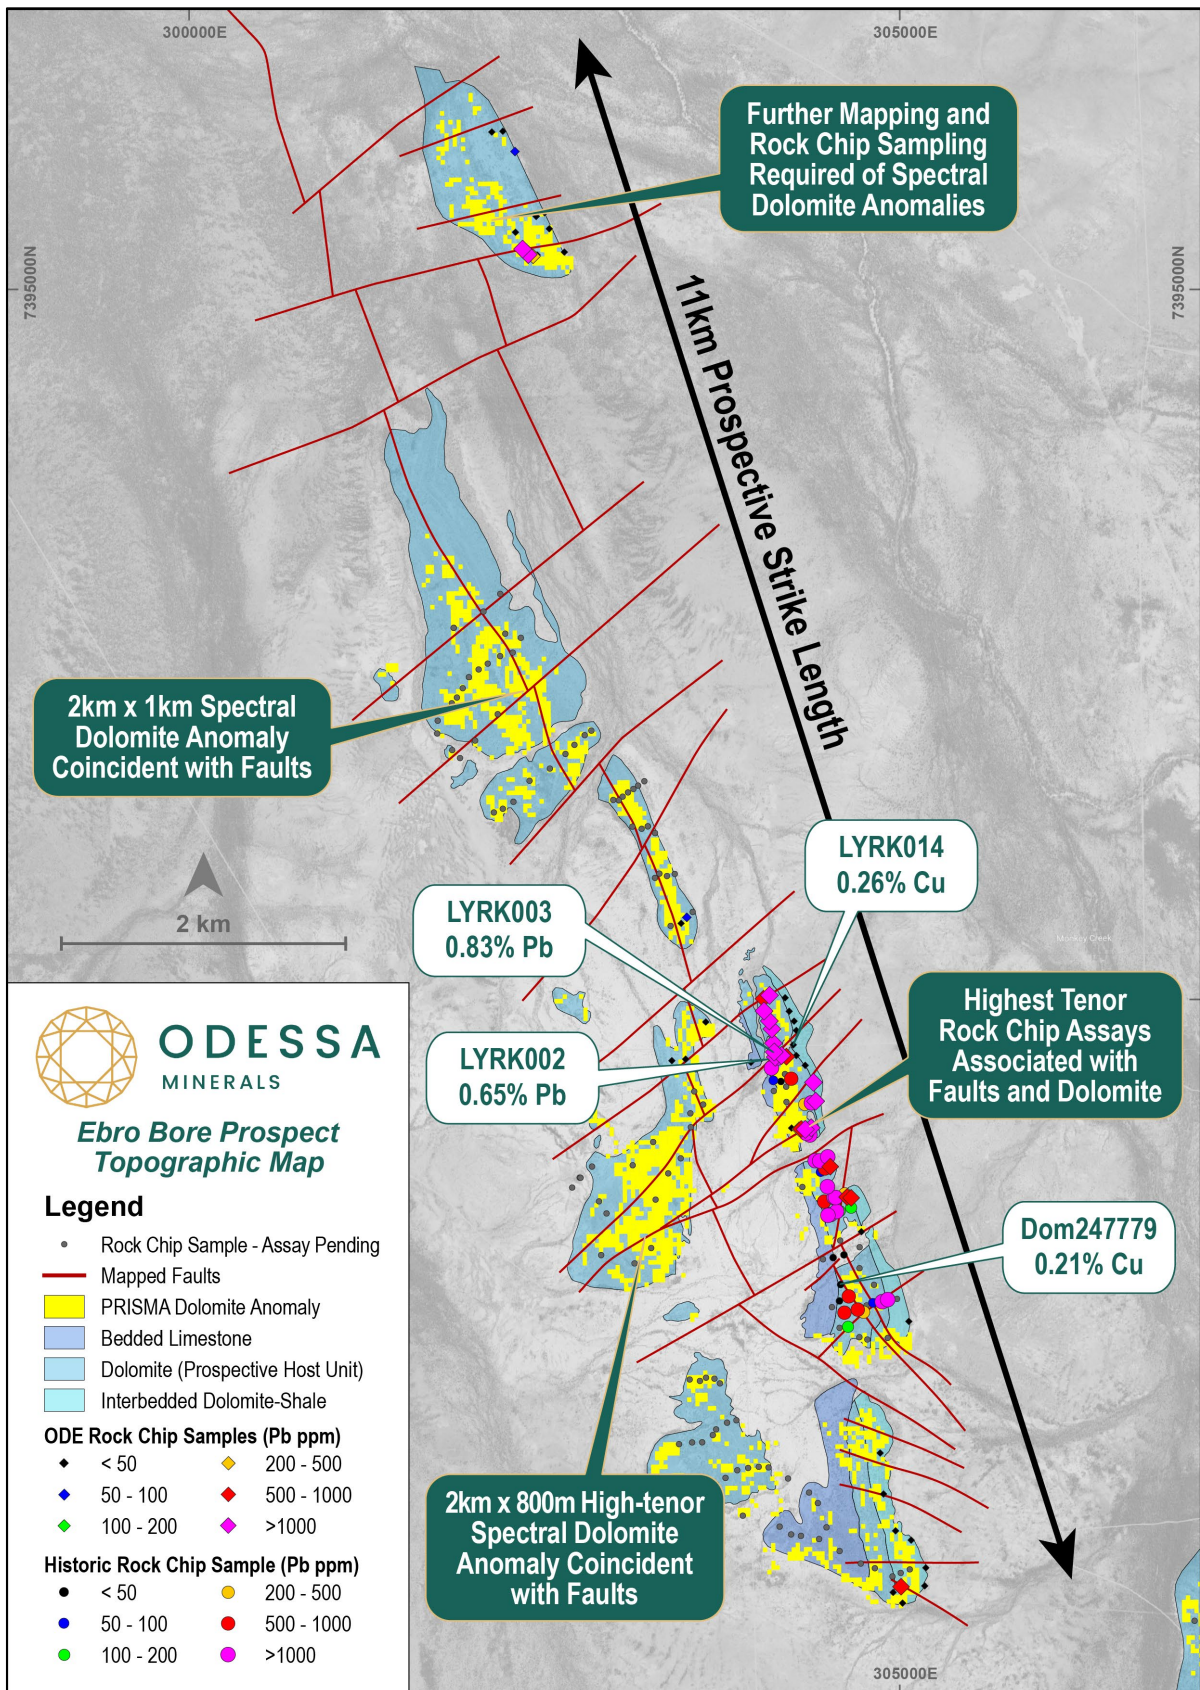 300000E
305000E
Further Mapping and
Rock Chip Sampling
Required of Spectral
Dolomite Anomalies
7395000N
7395000N
11km Prospective Strike Length
2km x 1km Spectral
Dolomite Anomaly
Coincident with Faults
LYRK014
0.26% Cu
LYRK003
0.83% Pb
2 km
Monkey Creek
Highest Tenor
Rock Chip Assays
Associated with
Faults and Dolomite
LYRK002
0.65% Pb
ODESSA
MINERALS
Ebro Bore Prospect
Topographic Map
Legend
Rock Chip Sample - Assay Pending
Mapped Faults
PRISMA Dolomite Anomaly
Bedded Limestone
Dolomite (Prospective Host Unit)
Interbedded Dolomite-Shale
ODE Rock Chip Samples (Pb ppm)
< 50
200 - 500
50 - 100
500 - 1000
100 - 200
>1000
Historic Rock Chip Sample (Pb ppm)
< 50
200 - 500
50 - 100
500 - 1000
100 - 200
>1000
Dom247779
0.21% Cu
2km x 800m High-tenor
Spectral Dolomite
Anomaly Coincident
with Faults
305000E